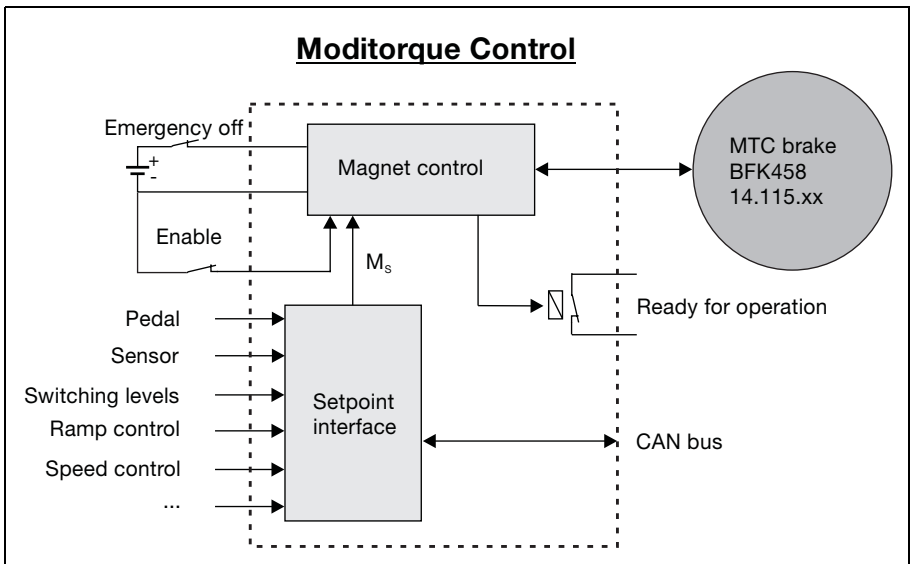 Moditorque Control
Emergency off
+
-
Magnet control
MTC brake
BFK458
14.115.xx
Enable
Ms
Ready for operation
Pedal
Sensor
Switching levels
Ramp control
Speed control
...
Setpoint
interface
CAN bus